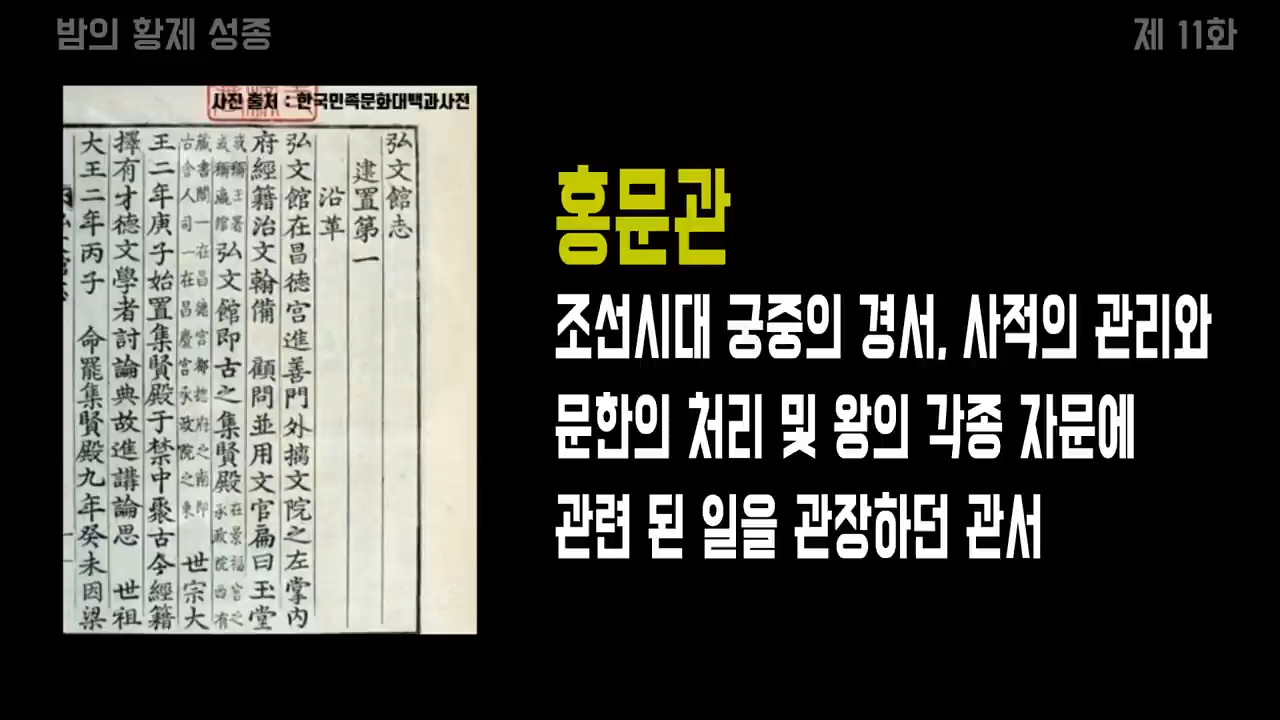 밤의 황제 성종
제 11화
사진 출처 : 한국민족문화대백과사전
弘文館志
建置第一
沿革
弘文館在昌德宮進善門外摛文院之左掌內
府經籍治文翰備 顧問並用文官扁曰玉堂
弘文館即古之集賢殿
世宗大
王二年庚子始置集賢殿于禁中裒古今經籍
擇有才德文學者討論典故進講論思 世祖
大王二年丙子 命罷集賢殿九年癸未因梁
홍문관
조선시대 궁중의 경서, 사적의 관리와
문한의 처리 및 왕의 각종 자문에
관련 된 일을 관장하던 관서